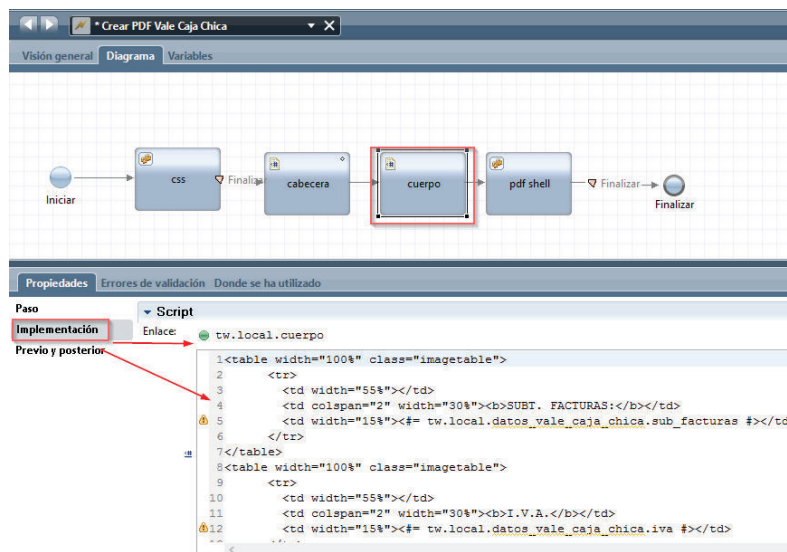 * Crear PDF Vale Caja Chica
Visión general Diagrama Variables
Iniciar
css
Finalizar
cabecera
cuerpo
pdf shell
Finalizar
Finalizar
Propiedades Errores de validación Donde se ha utilizado
Paso
Implementación
Previo y posterior
Script
Enlace: tw.local.cuerpo
1 <table width="100%" class="imagetable">
2 <tr>
3 <td width="55%"></td>
4 <td colspan="2" width="30%"><b>SUBT. FACTURAS:</b></td>
5 <td width="15%"><#= tw.local.datos_vale_caja_chica.sub_facturas #></td
6 </tr>
7 </table>
8 <table width="100%" class="imagetable">
9 <tr>
10 <td width="55%"></td>
11 <td colspan="2" width="30%"><b>I.V.A.</b></td>
12 <td width="15%"><#= tw.local.datos_vale_caja_chica.iva #></td>